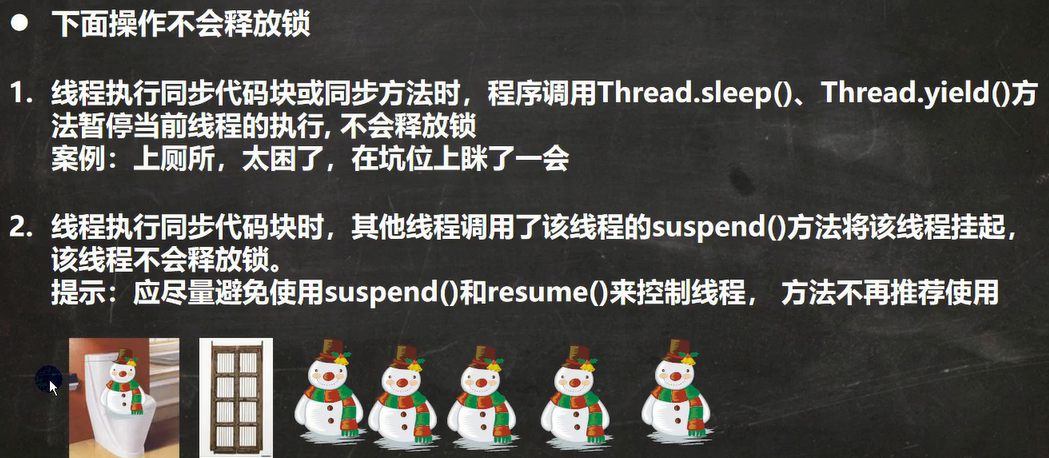 ● 下面操作不会释放锁
1. 线程执行同步代码块或同步方法时，程序调用Thread.sleep()、Thread.yield()方
法暂停当前线程的执行, 不会释放锁
案例：上厕所，太困了，在坑位上眯了一会
2. 线程执行同步代码块时，其他线程调用了该线程的suspend()方法将该线程挂起，
该线程不会释放锁。
提示：应尽量避免使用suspend()和resume()来控制线程， 方法不再推荐使用